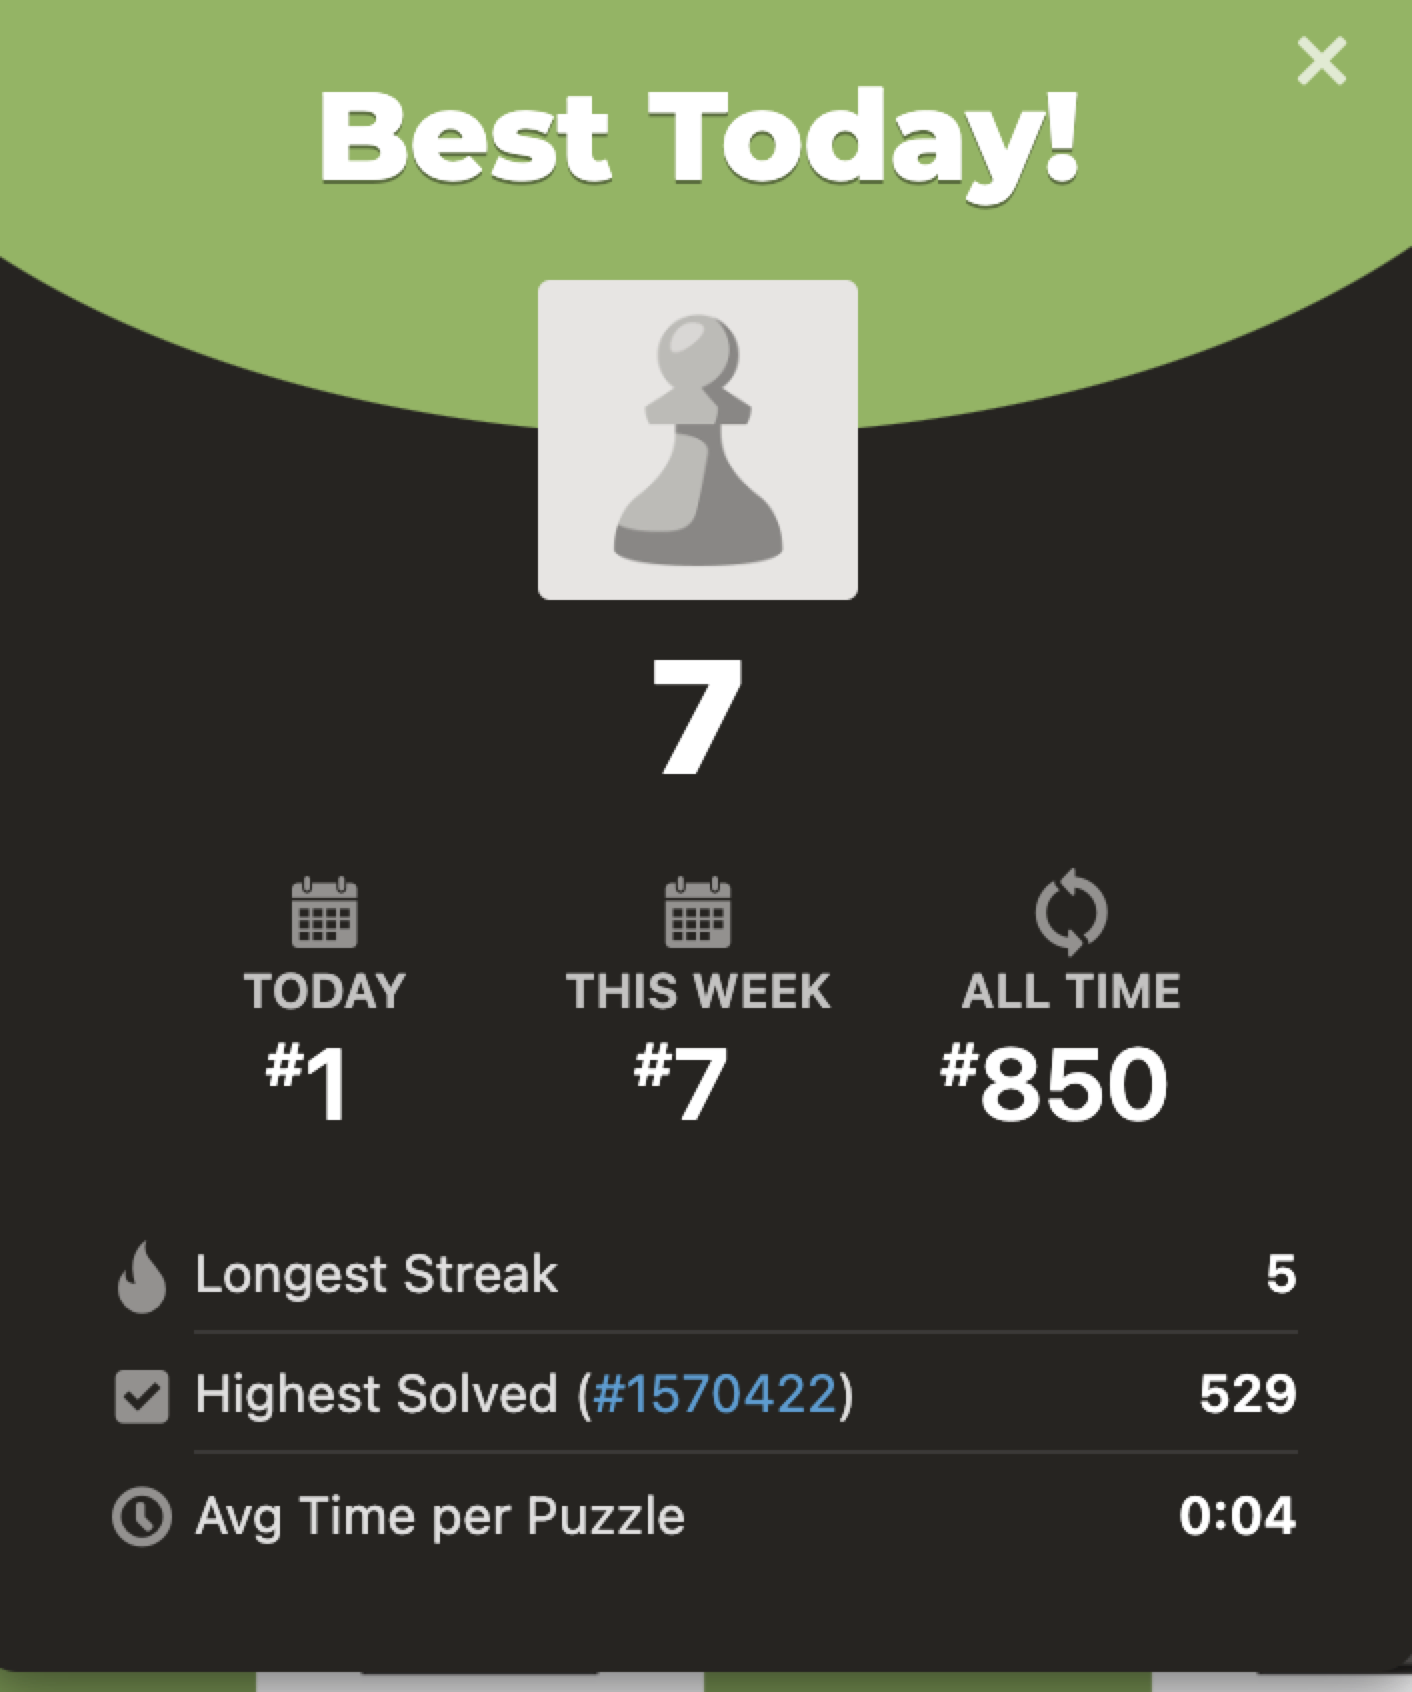 Best Today!
7
TODAY
THIS WEEK
ALL TIME
#1
#7
#850
Longest Streak 5
Highest Solved (#1570422) 529
Avg Time per Puzzle 0:04